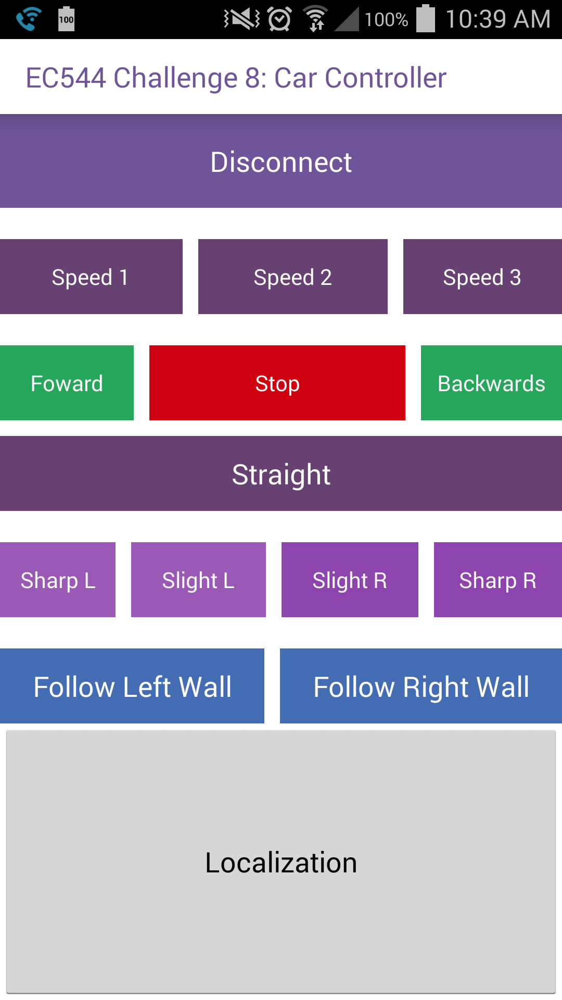 100 100% 10:39 AM
EC544 Challenge 8: Car Controller
Disconnect
Speed 1 Speed 2 Speed 3
Foward Stop Backwards
Straight
Sharp L Slight L Slight R Sharp R
Follow Left Wall Follow Right Wall
Localization